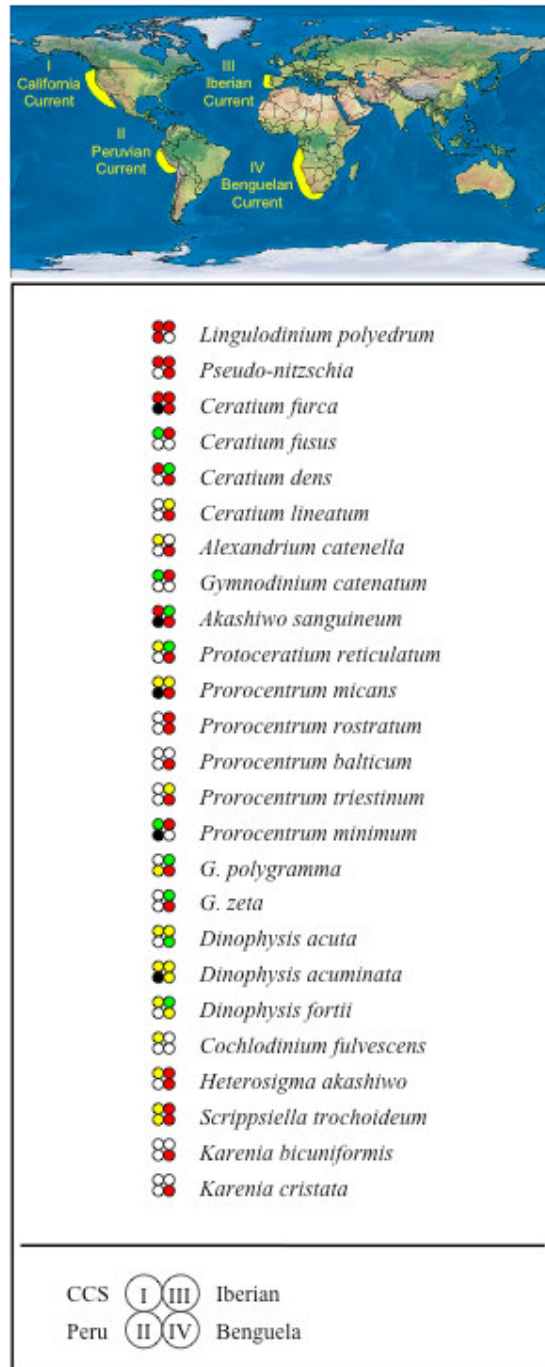 I
California
Current
II
Peruvian
Current
III
Iberian
Current
IV
Benguelan
Current
Lingulodinium polyedrum
Pseudo-nitzschia
Ceratium furca
Ceratium fusus
Ceratium dens
Ceratium lineatum
Alexandrium catenella
Gymnodinium catenatum
Akashiwo sanguineum
Protoceratium reticulatum
Prorocentrum micans
Prorocentrum rostratum
Prorocentrum balticum
Prorocentrum triestinum
Prorocentrum minimum
G. polygramma
G. zeta
Dinophysis acuta
Dinophysis acuminata
Dinophysis fortii
Cochlodinium fulvescens
Heterosigma akashiwo
Scrippsiella trochoideum
Karenia bicuniformis
Karenia cristata
CCS I III Iberian
Peru II IV Benguela